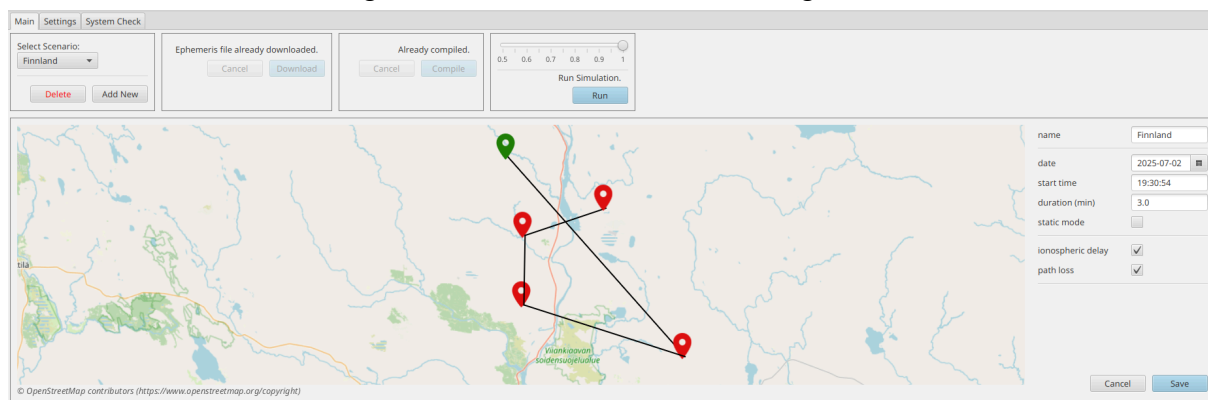 Main Settings System Check
Select Scenario:
Finnland
Delete Add New
Ephemeris file already downloaded.
Cancel Download
Already compiled.
Cancel Compile
0.5 0.6 0.7 0.8 0.9 1
Run Simulation.
Run
tila
Viiankiaavan
soidensuojelualue
© OpenStreetMap contributors (https://www.openstreetmap.org/copyright)
name Finnland
date 2025-07-02
start time 19:30:54
duration (min) 3.0
static mode
ionospheric delay
path loss
Cancel Save